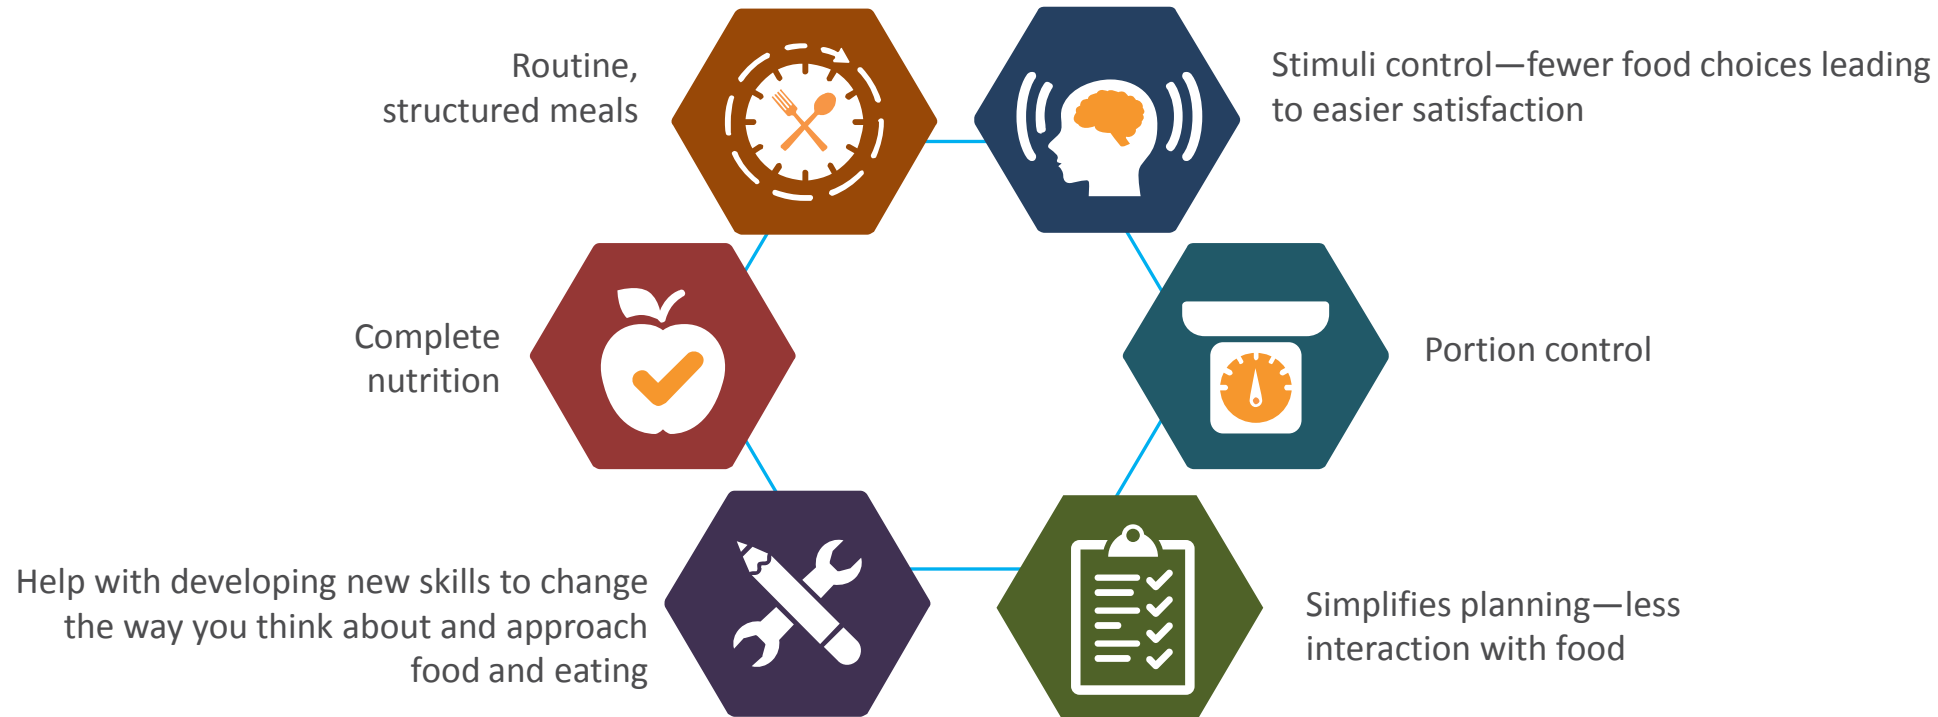 Routine,
structured meals
Stimuli control—fewer food choices leading
to easier satisfaction
Complete
nutrition
Portion control
Help with developing new skills to change
the way you think about and approach
food and eating
Simplifies planning—less
interaction with food